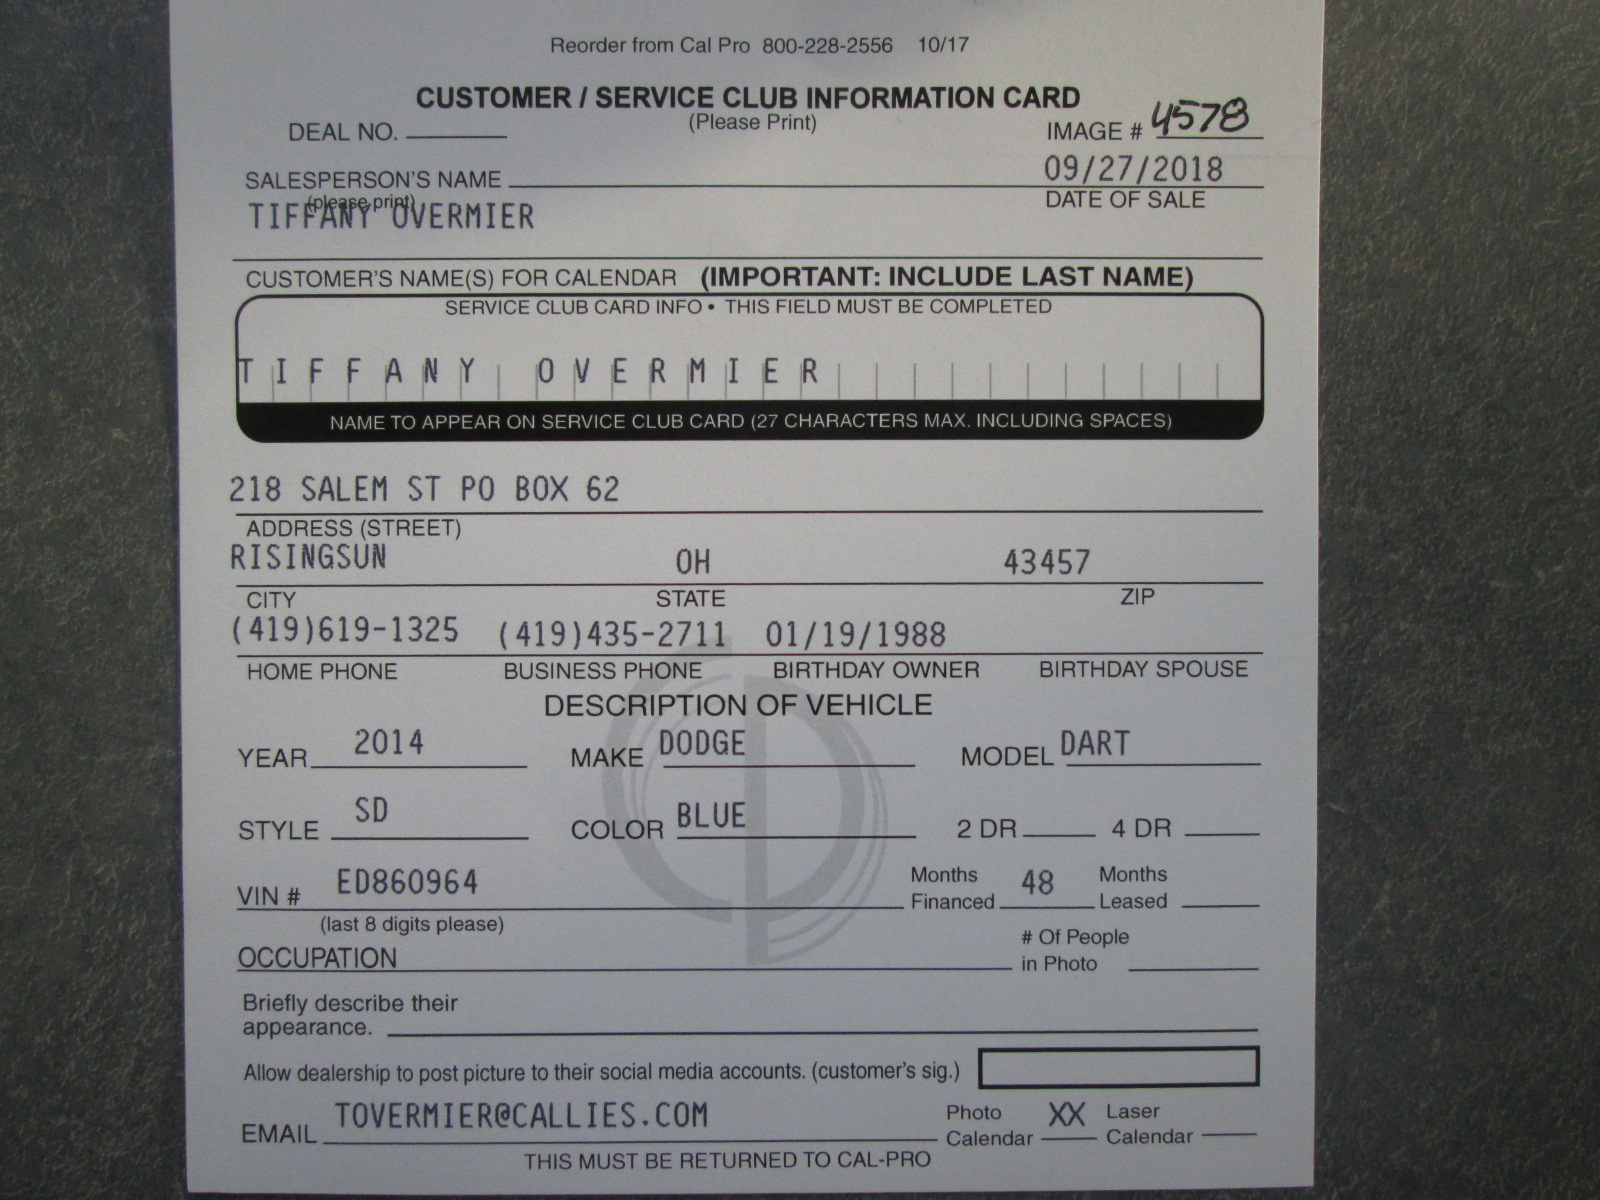 Reorder from Cal Pro 800-228-2556 10/17
CUSTOMER / SERVICE CLUB INFORMATION CARD
(Please Print)
DEAL NO.
IMAGE # 4578
SALESPERSON'S NAME
(please print)
09/27/2018
DATE OF SALE
TIFFANY OVERMIER
CUSTOMER'S NAME(S) FOR CALENDAR (IMPORTANT: INCLUDE LAST NAME)
SERVICE CLUB CARD INFO • THIS FIELD MUST BE COMPLETED
TIFFANY OVERMIER
NAME TO APPEAR ON SERVICE CLUB CARD (27 CHARACTERS MAX. INCLUDING SPACES)
218 SALEM ST PO BOX 62
ADDRESS (STREET)
RISINGSUN OH 43457
CITY STATE ZIP
(419)619-1325 (419)435-2711 01/19/1988
HOME PHONE BUSINESS PHONE BIRTHDAY OWNER BIRTHDAY SPOUSE
DESCRIPTION OF VEHICLE
YEAR 2014 MAKE DODGE MODEL DART
STYLE SD COLOR BLUE 2 DR 4 DR
VIN # ED860964
(last 8 digits please)
Months Financed 48 Months Leased
OCCUPATION
# Of People in Photo
Briefly describe their
appearance.
Allow dealership to post picture to their social media accounts. (customer's sig.)
EMAIL TOVERMIER@CALLIES.COM
Photo Calendar XX Laser Calendar
THIS MUST BE RETURNED TO CAL-PRO